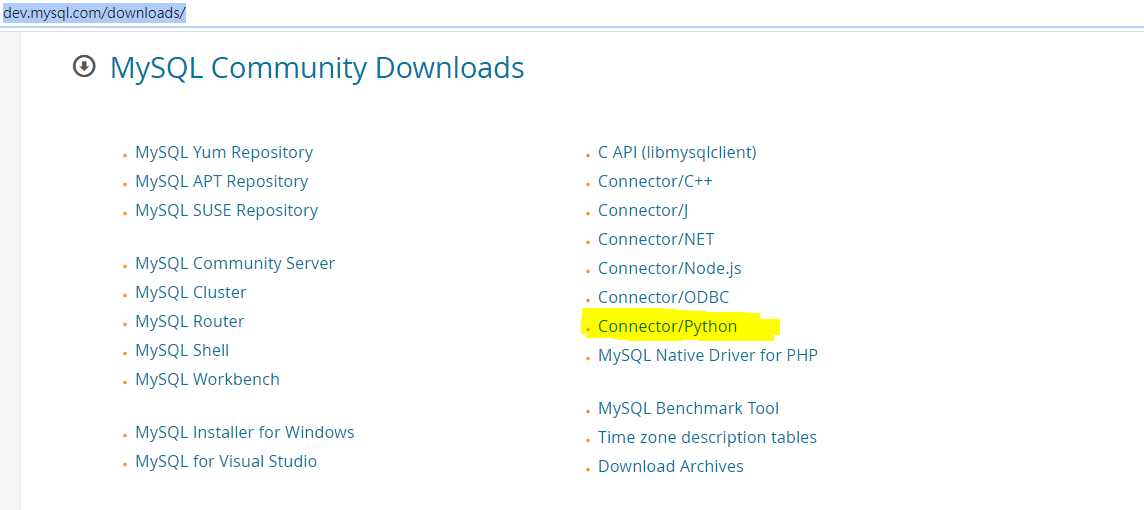 dev.mysql.com/downloads/
MySQL Community Downloads
MySQL Yum Repository
MySQL APT Repository
MySQL SUSE Repository
MySQL Community Server
MySQL Cluster
MySQL Router
MySQL Shell
MySQL Workbench
MySQL Installer for Windows
MySQL for Visual Studio
C API (libmysqlclient)
Connector/C++
Connector/J
Connector/NET
Connector/Node.js
Connector/ODBC
Connector/Python
MySQL Native Driver for PHP
MySQL Benchmark Tool
Time zone description tables
Download Archives